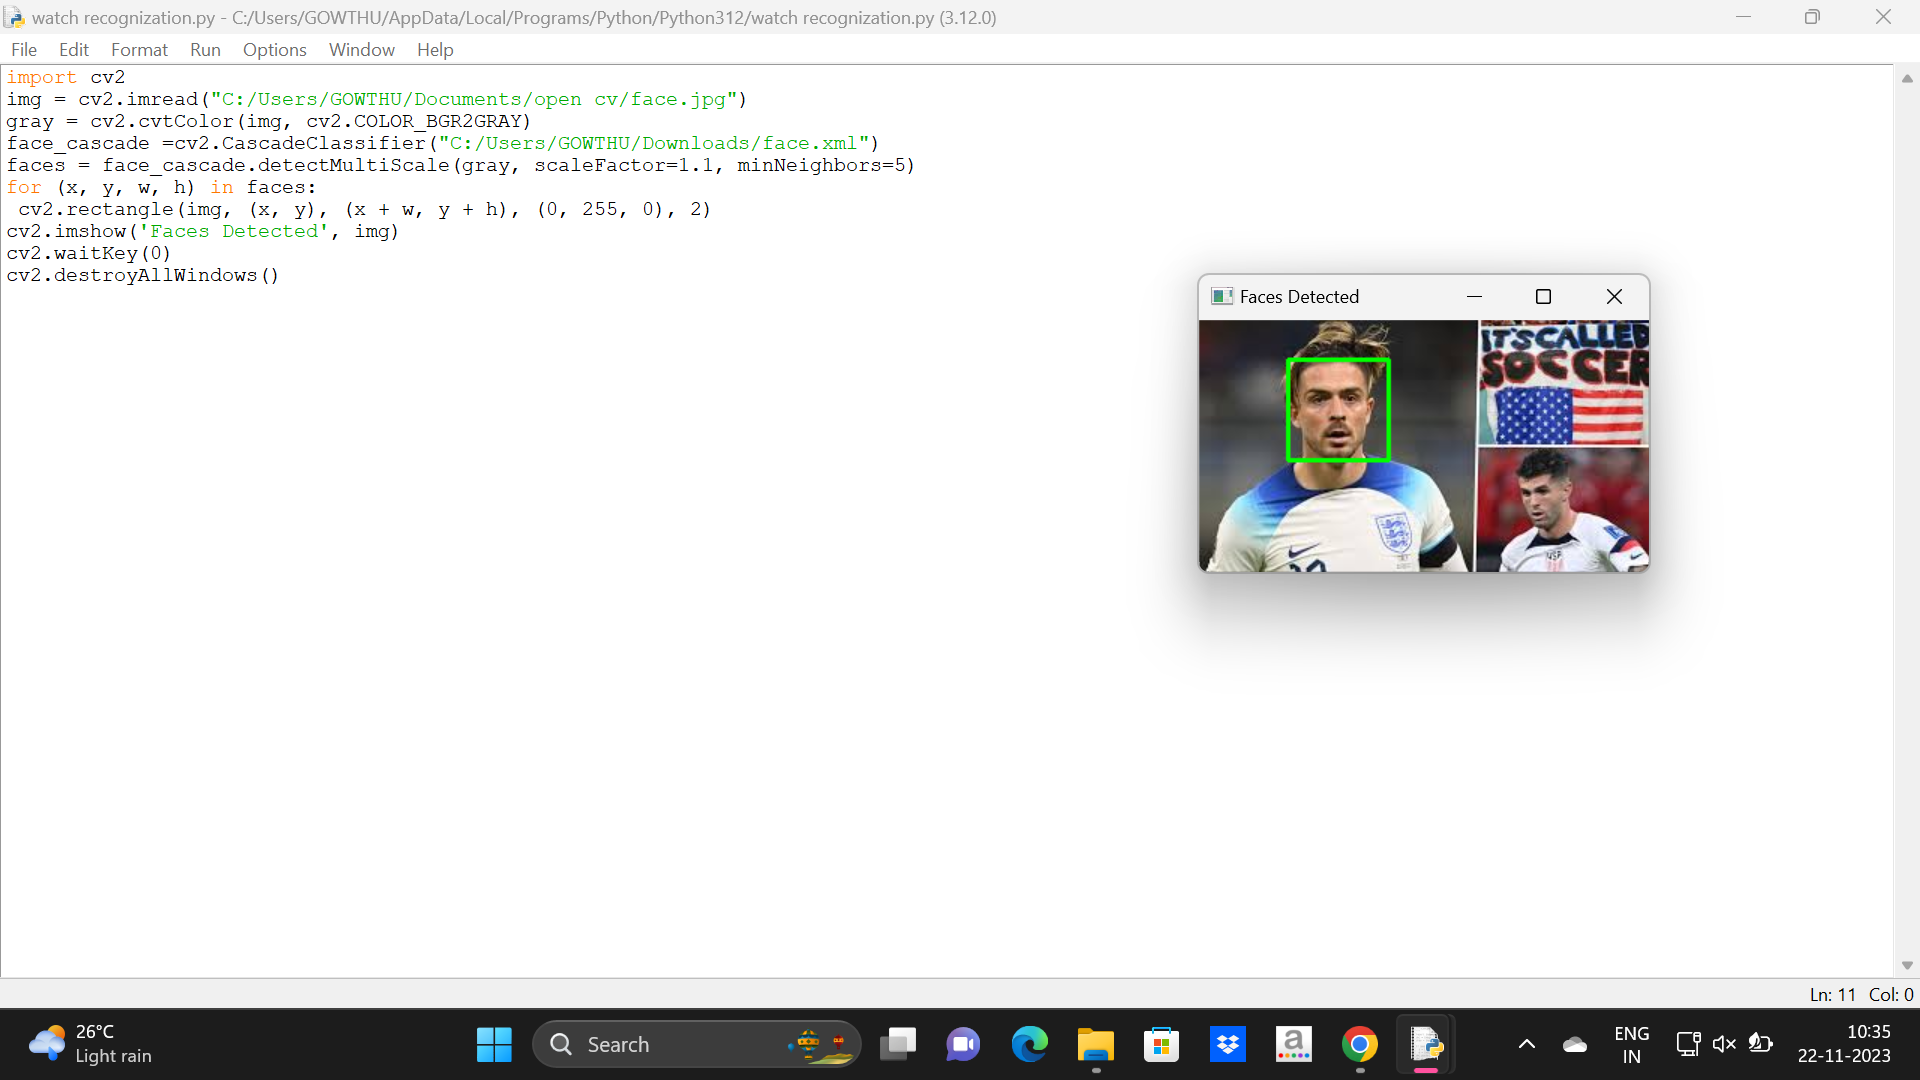 watch recognization.py - C:/Users/GOWTHU/AppData/Local/Programs/Python/Python312/watch recognization.py (3.12.0)
File Edit Format Run Options Window Help
import cv2
img = cv2.imread("C:/Users/GOWTHU/Documents/open cv/face.jpg")
gray = cv2.cvtColor(img, cv2.COLOR_BGR2GRAY)
face_cascade =cv2.CascadeClassifier("C:/Users/GOWTHU/Downloads/face.xml")
faces = face_cascade.detectMultiScale(gray, scaleFactor=1.1, minNeighbors=5)
for (x, y, w, h) in faces:
 cv2.rectangle(img, (x, y), (x + w, y + h), (0, 255, 0), 2)
cv2.imshow('Faces Detected', img)
cv2.waitKey(0)
cv2.destroyAllWindows()
Faces Detected
IT'S CALLED
SOCCER
Ln: 11 Col: 0
26°C
Light rain
Search
a
ENG
IN
10:35
22-11-2023